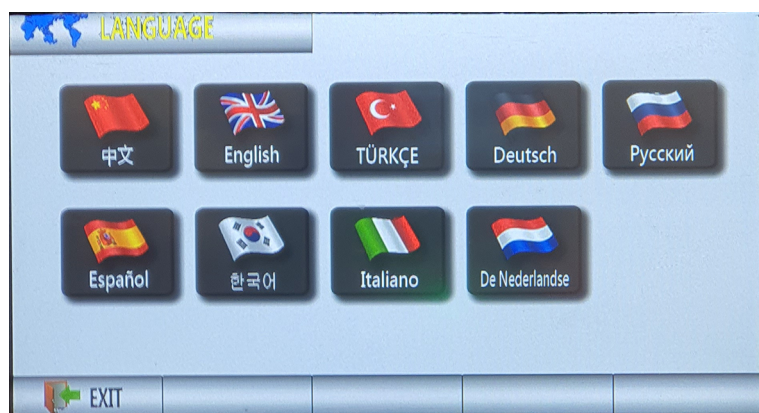 LANGUAGE
中文
English
TÜRKÇE
Deutsch
Русский
Español
한국어
Italiano
De Nederlandse
EXIT